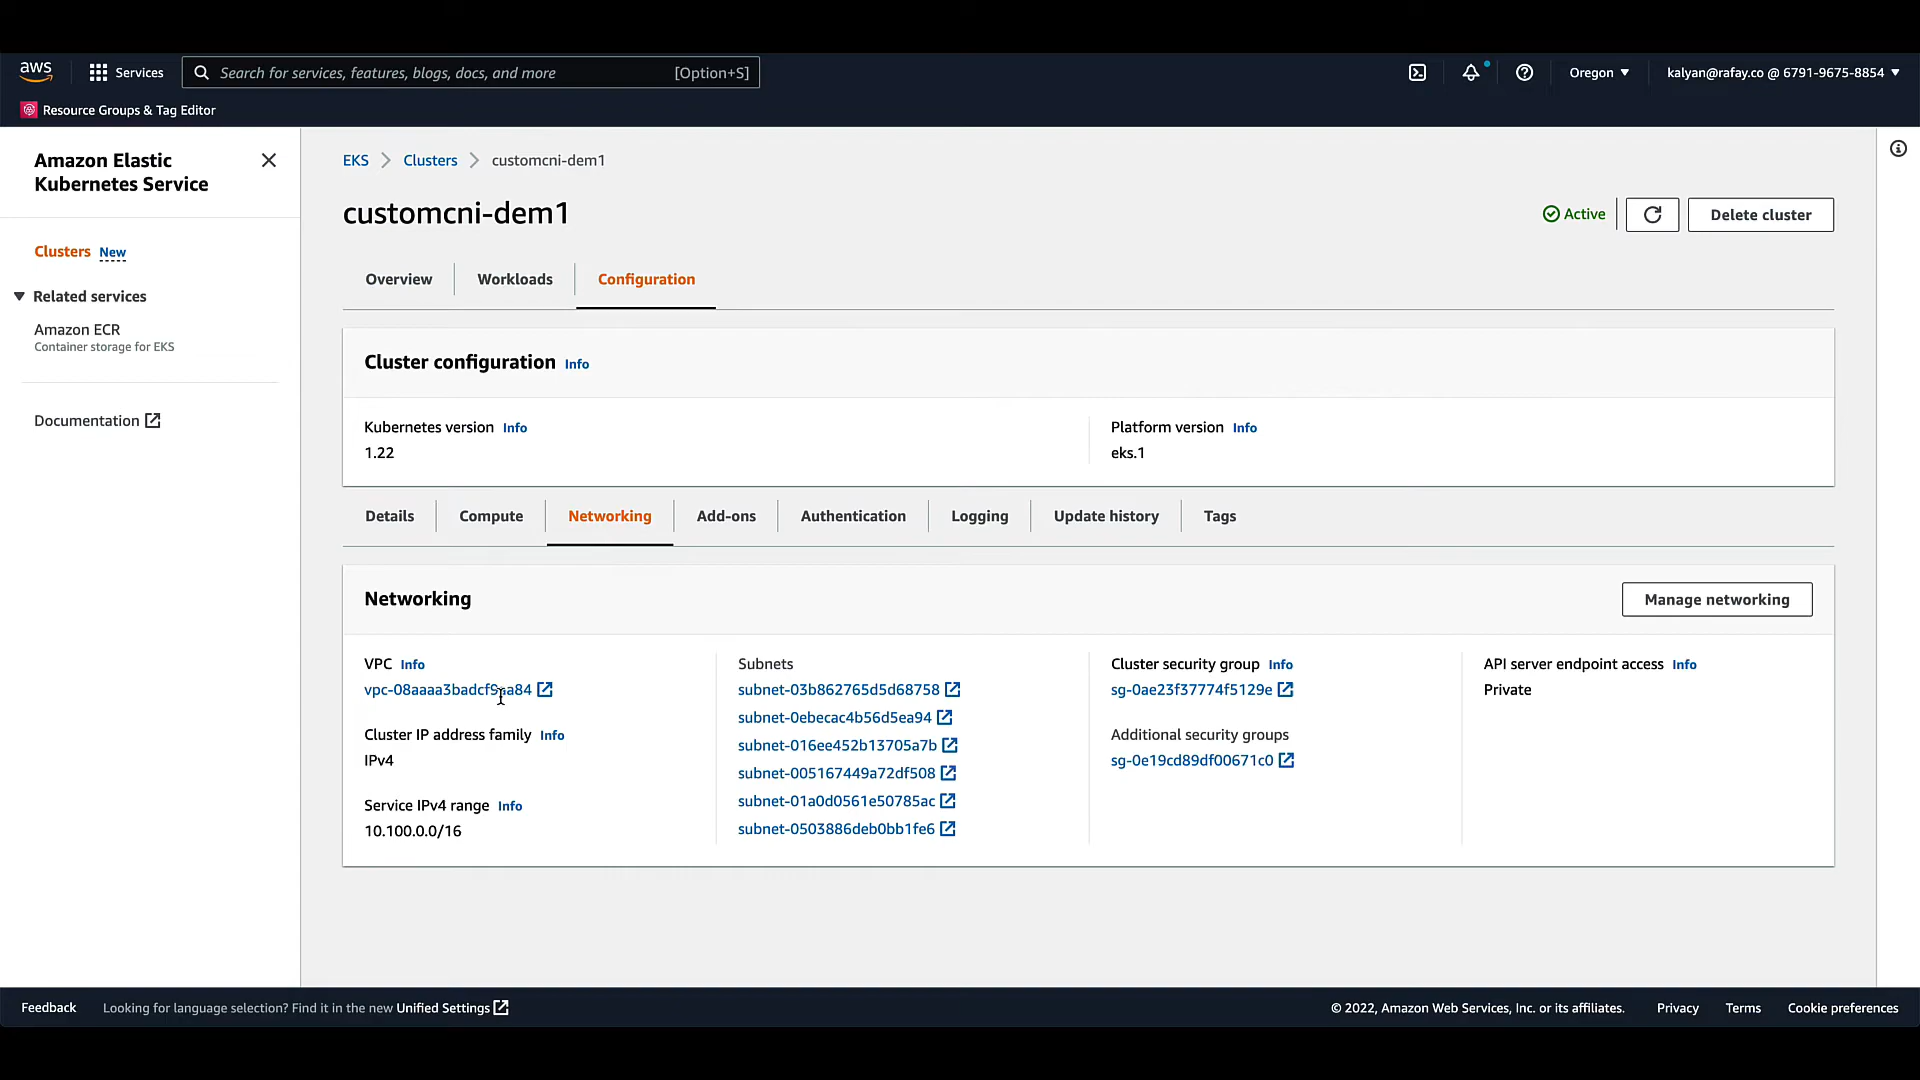 aws
Services
Search for services, features, blogs, docs, and more
[Option+S]
Oregon
kalyan@rafay.co @ 6791-9675-8854
Resource Groups & Tag Editor
Amazon Elastic
Kubernetes Service
Clusters New
Related services
Amazon ECR
Container storage for EKS
Documentation
EKS
Clusters
customcni-dem1
customcni-dem1
Active
Delete cluster
Overview
Workloads
Configuration
Cluster configuration Info
Kubernetes version Info
1.22
Platform version Info
eks.1
Details
Compute
Networking
Add-ons
Authentication
Logging
Update history
Tags
Networking
Manage networking
VPC Info
Cluster IP address family Info
IPv4
Service IPv4 range Info
10.100.0.0/16
Subnets
subnet-03b862765d5d68758
subnet-0ebecac4b56d5ea94
subnet-016ee452b13705a7b
subnet-005167449a72df508
subnet-01a0d0561e50785ac
subnet-0503886deb0bb1fe6
Cluster security group Info
sg-0ae23f37774f5129e
Additional security groups
sg-0e19cd89df00671c0
API server endpoint access Info
Private
Feedback
Looking for language selection? Find it in the new Unified Settings
© 2022, Amazon Web Services, Inc. or its affiliates.
Privacy
Terms
Cookie preferences